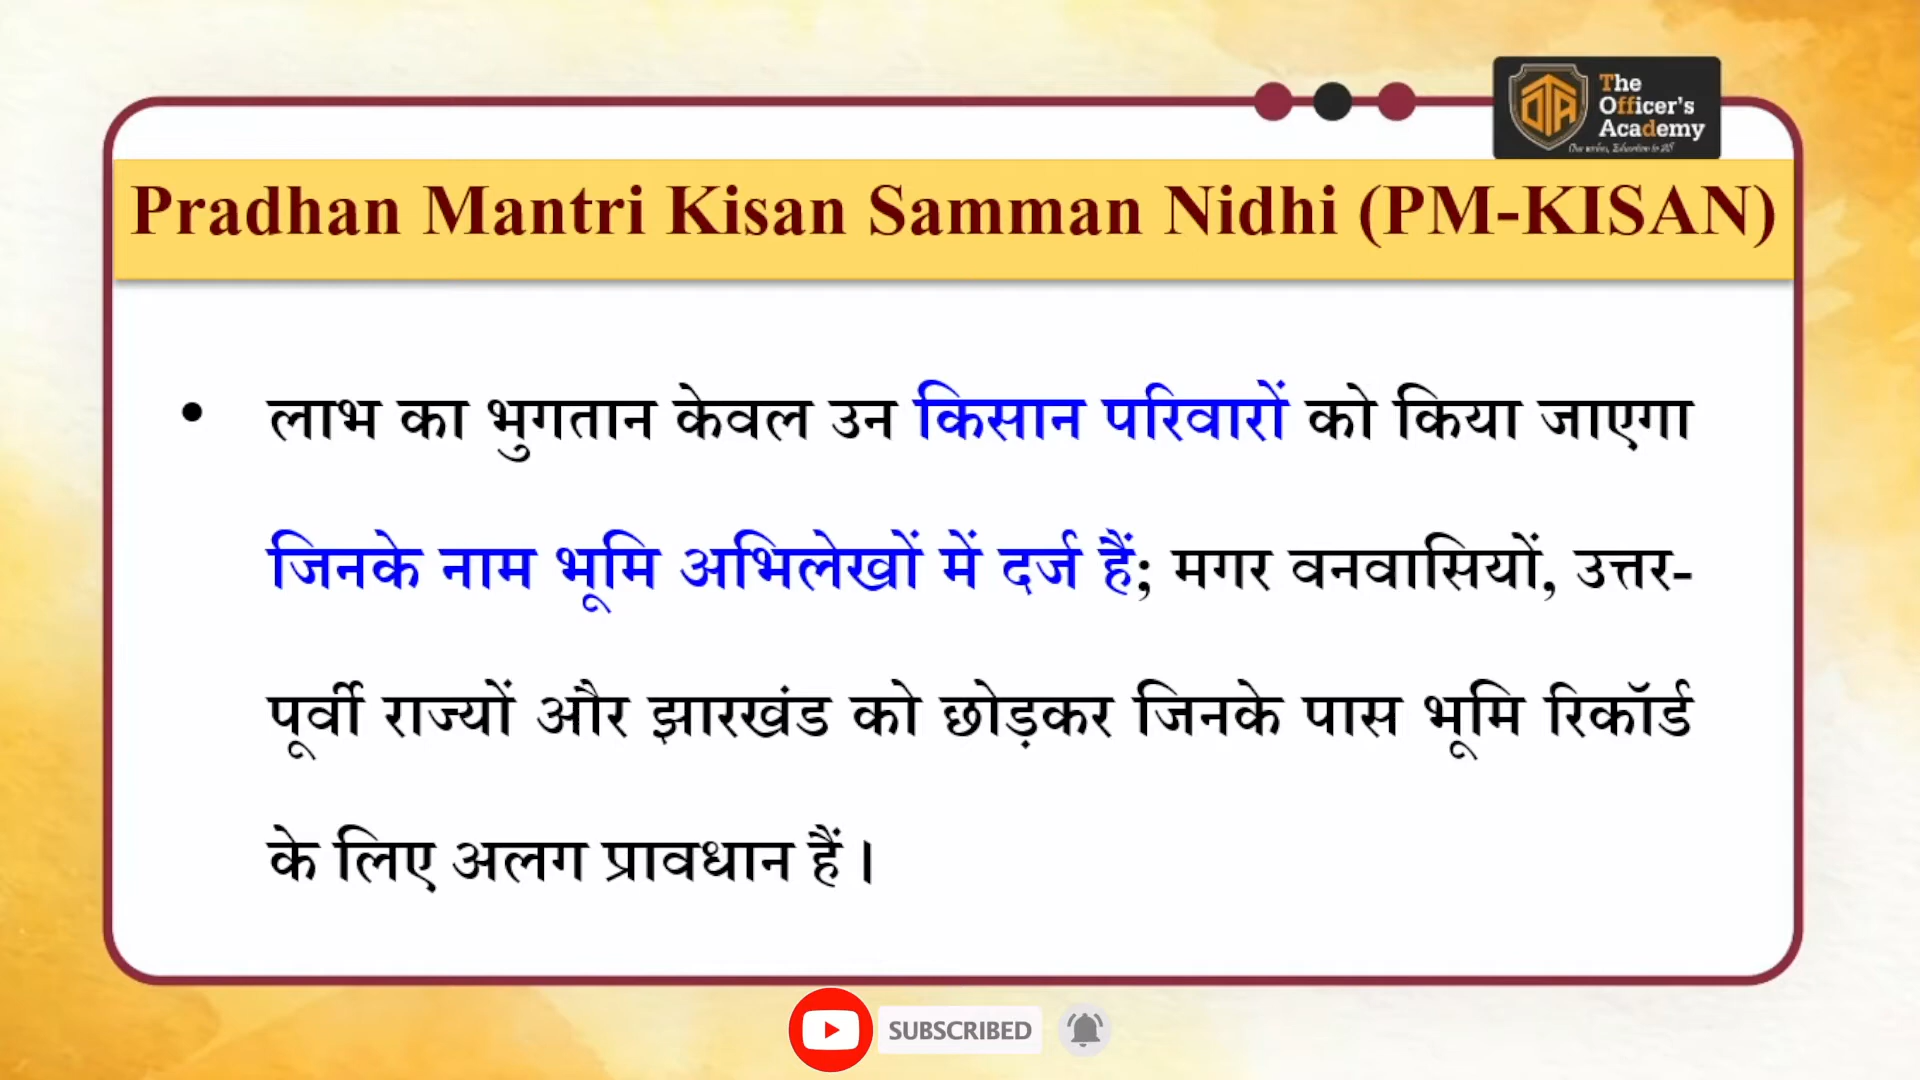 The
Officer's
Academy
Pradhan Mantri Kisan Samman Nidhi (PM-KISAN)
• लाभ का भुगतान केवल उन किसान परिवारों को किया जाएगा
जिनके नाम भूमि अभिलेखों में दर्ज हैं; मगर वनवासियों, उत्तर-
पूर्वी राज्यों और झारखंड को छोड़कर जिनके पास भूमि रिकॉर्ड
के लिए अलग प्रावधान हैं।
SUBSCRIBED